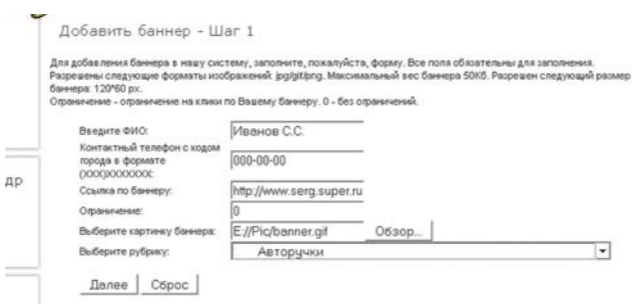 Добавить баннер - Шаг 1
Для добавления баннера в нашу систему, заполните, пожалуйста, форму. Все поля обязательны для заполнения.
Разрешены следующие форматы изображений: jpg/gif/png. Максимальный вес баннера 50Кб. Разрешен следующий размер
баннера: 120*60 px.
Ограничение - ограничение на клики по Вашему баннеру. 0 - без ограничений.
Введите ФИО: Иванов С.С.
Контактный телефон с кодом
города в формате 000-00-00
(XXX)XXXXXXX:
др
Ссылка по баннеру: http://www.serg.super.ru
Ограничение: 0
Выберите картинку баннера: E://Pic/banner.gif Обзор...
Выберите рубрику: Авторучки
Далее Сброс